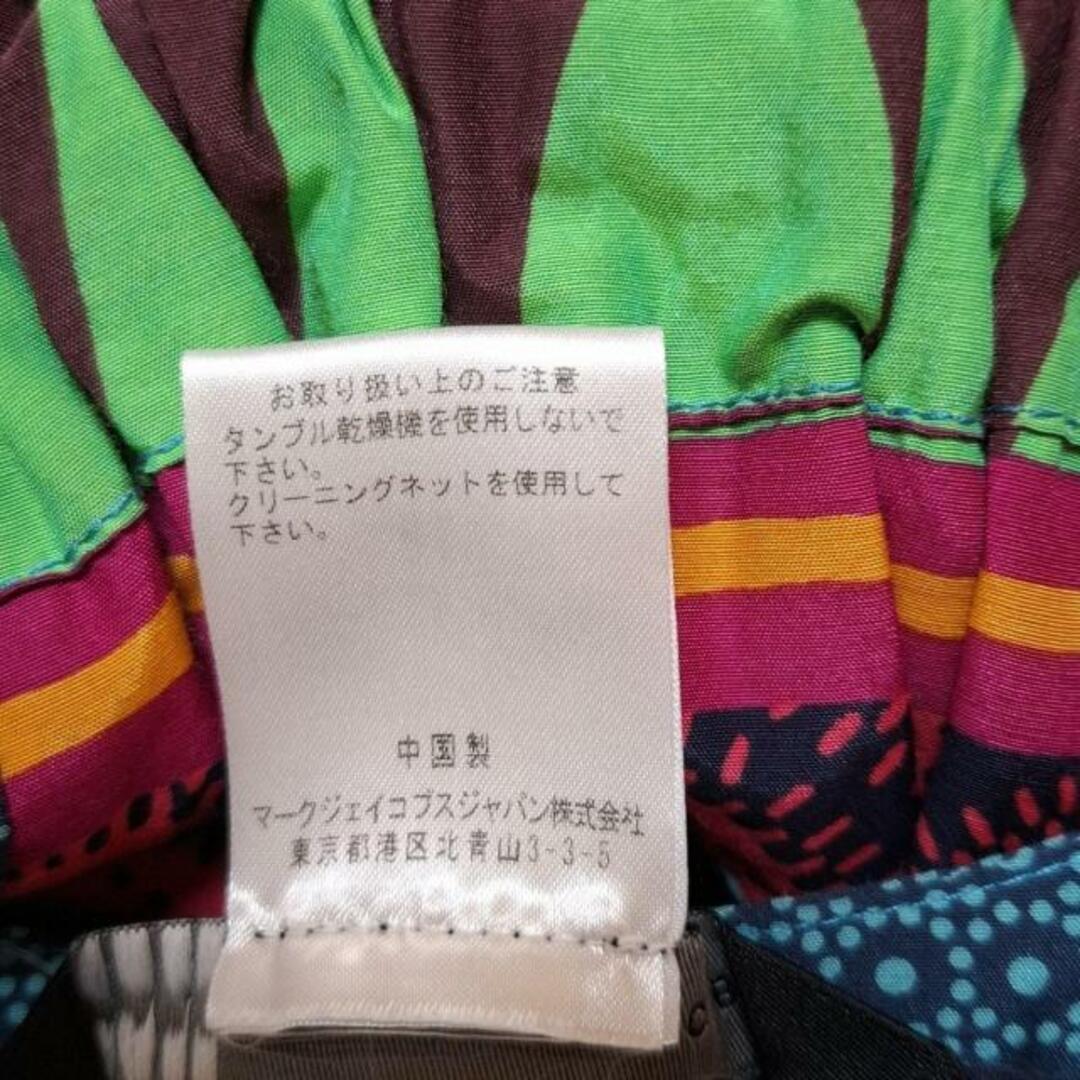 お取り扱い上のご注意
タンブル乾燥機を使用しないで
下さい。
クリーニングネットを使用して
下さい。
中国製
マークジェイコブスジャパン株式会社
東京都港区北青山3-3-5